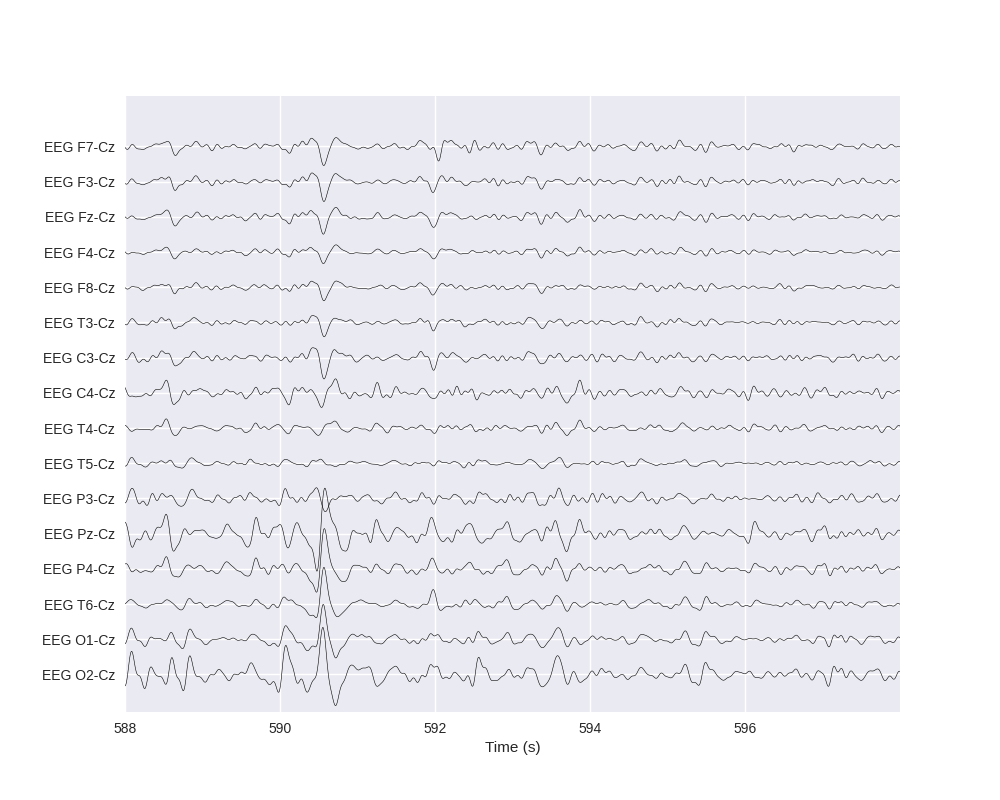 EEG F7-Cz
EEG F3-Cz
EEG Fz-Cz
EEG F4-Cz
EEG F8-Cz
EEG T3-Cz
EEG C3-Cz
EEG C4-Cz
EEG T4-Cz
EEG T5-Cz
EEG P3-Cz
EEG Pz-Cz
EEG P4-Cz
EEG T6-Cz
EEG O1-Cz
EEG O2-Cz
588 590 592 594 596
Time (s)